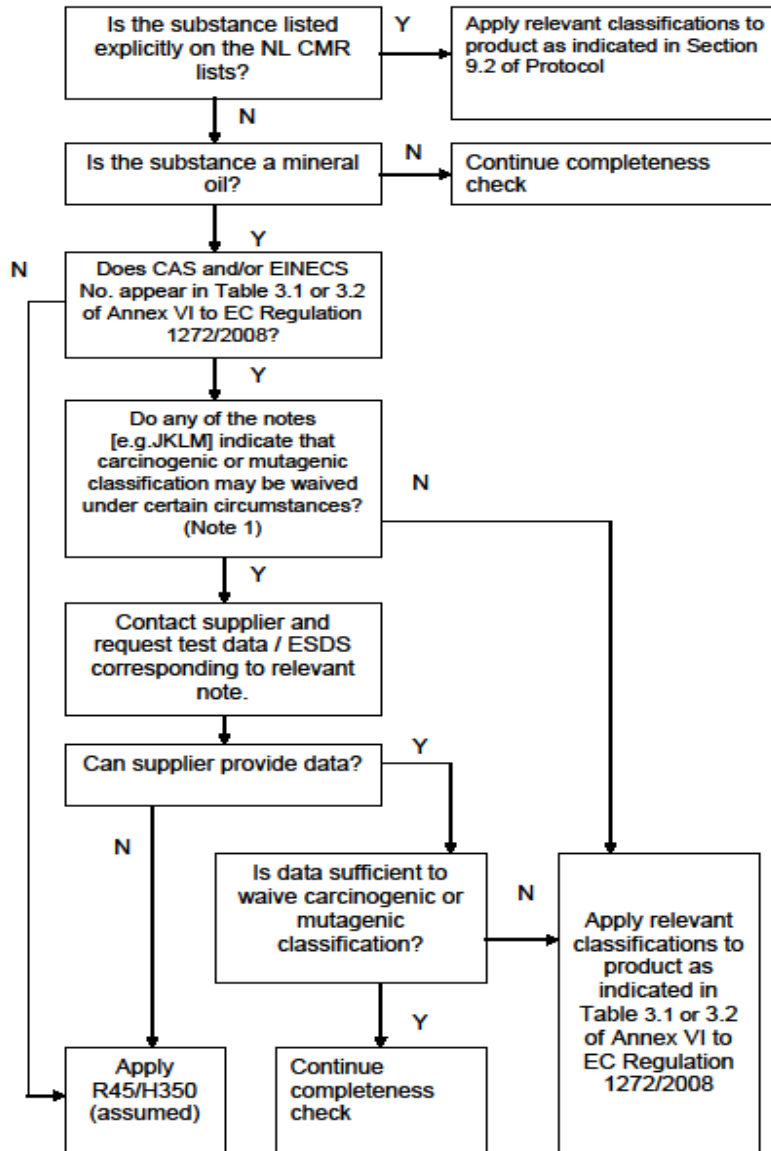 Is the substance listed
explicitly on the NL CMR
lists?
Y
Apply relevant classifications to
product as indicated in Section
9.2 of Protocol
N
Is the substance a mineral
oil?
N
Continue completeness
check
Y
N
Does CAS and/or EINECS
No. appear in Table 3.1 or 3.2
of Annex VI to EC Regulation
1272/2008?
Y
Do any of the notes
[e.g.JKLM] indicate that
carcinogenic or mutagenic
classification may be waived
under certain circumstances?
(Note 1)
N
Y
Contact supplier and
request test data / ESDS
corresponding to relevant
note.
Can supplier provide data?
Y
N
Is data sufficient to
waive carcinogenic or
mutagenic
classification?
N
Apply relevant
classifications to
product as
indicated in
Table 3.1 or 3.2
of Annex VI to
EC Regulation
1272/2008
Y
Apply
R45/H350
(assumed)
Continue
completeness
check